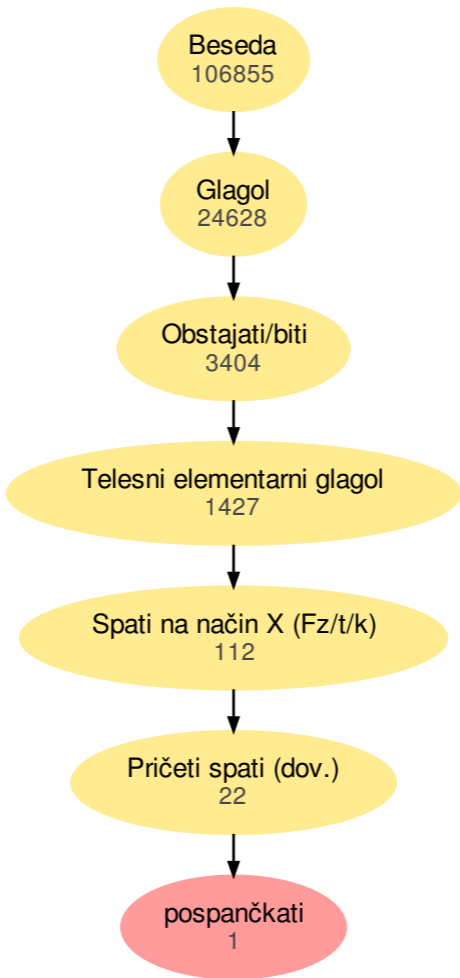 Beseda
106855
Glagol
24628
Obstajati/biti
3404
Telesni elementarni glagol
1427
Spati na način X (Fz/t/k)
112
Pričeti spati (dov.)
22
pospančkati
1